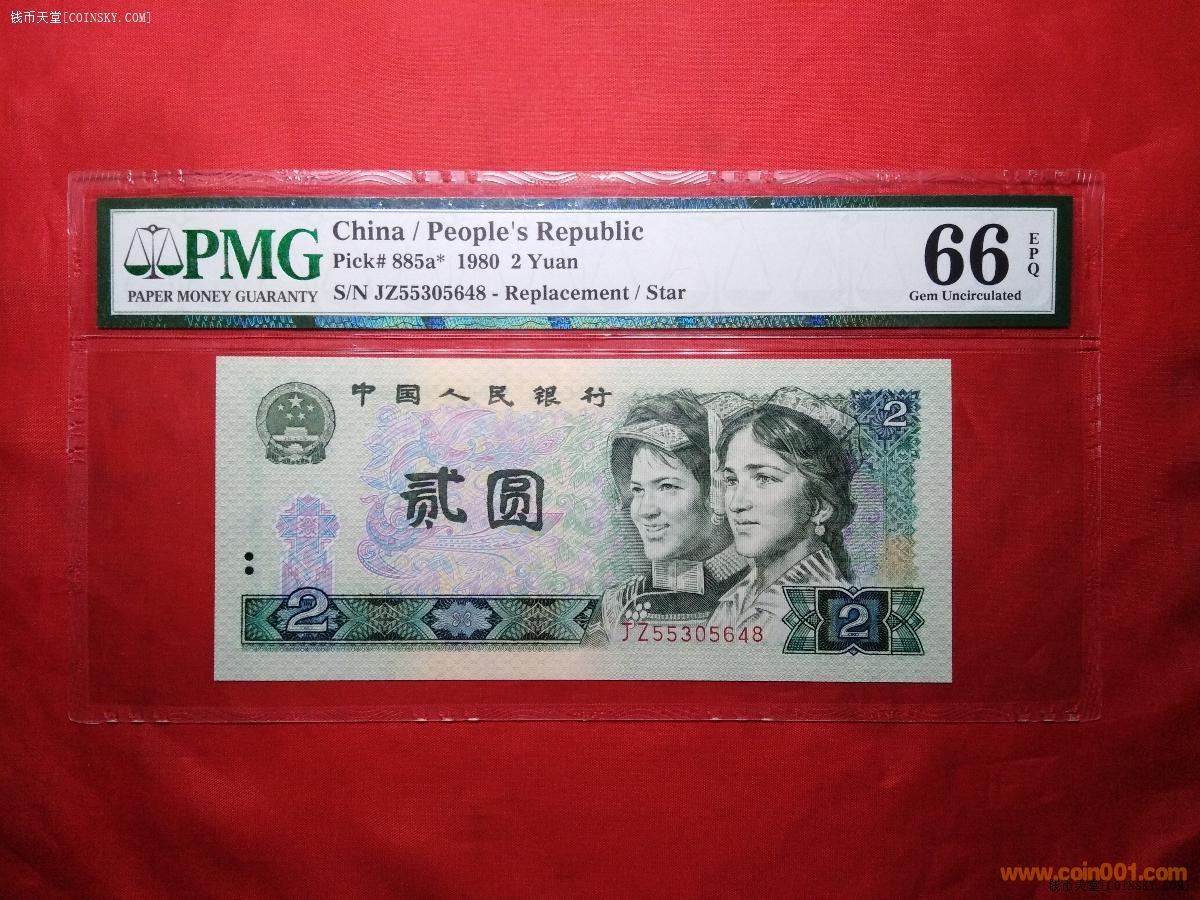 钱币天堂[COINSKY.COM]
PMG
PAPER MONEY GUARANTY
China / People's Republic
Pick# 885a* 1980 2 Yuan
S/N JZ55305648 - Replacement / Star
66
EPQ
Gem Uncirculated
中国人民银行
2
贰圆
2
JZ55305648
2
www.coin001.com
钱币天堂[COINSKY.COM]